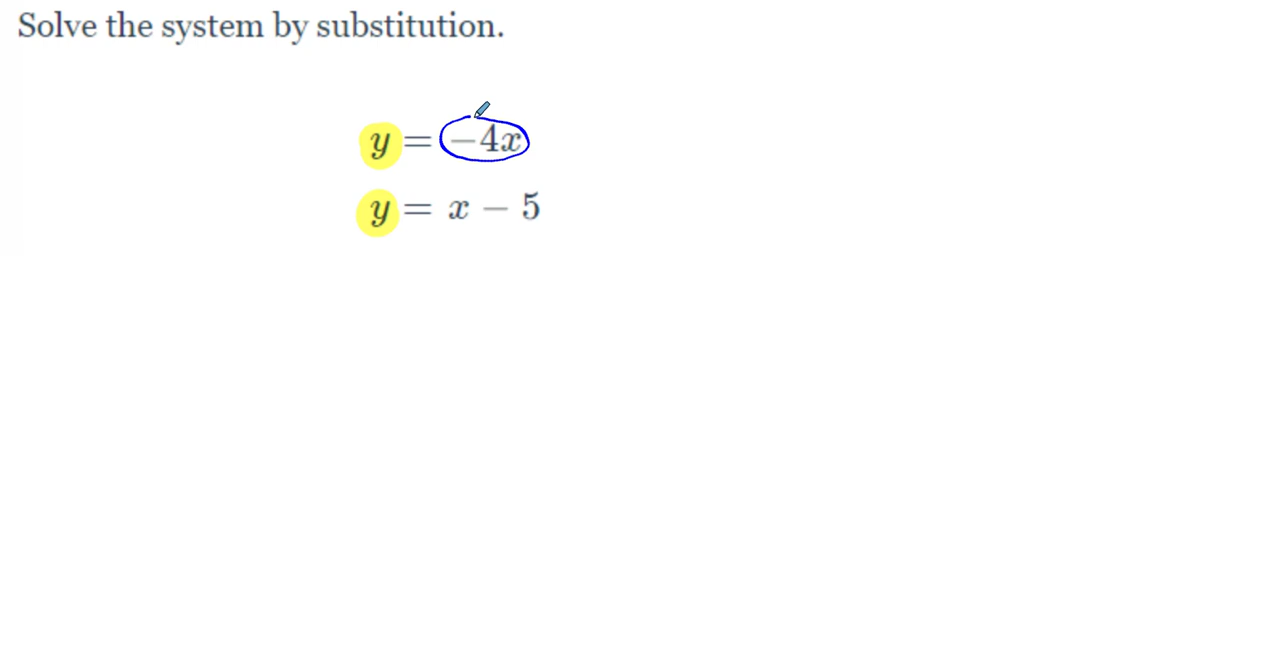 Solve the system by substitution.
y = −4x
y = x − 5